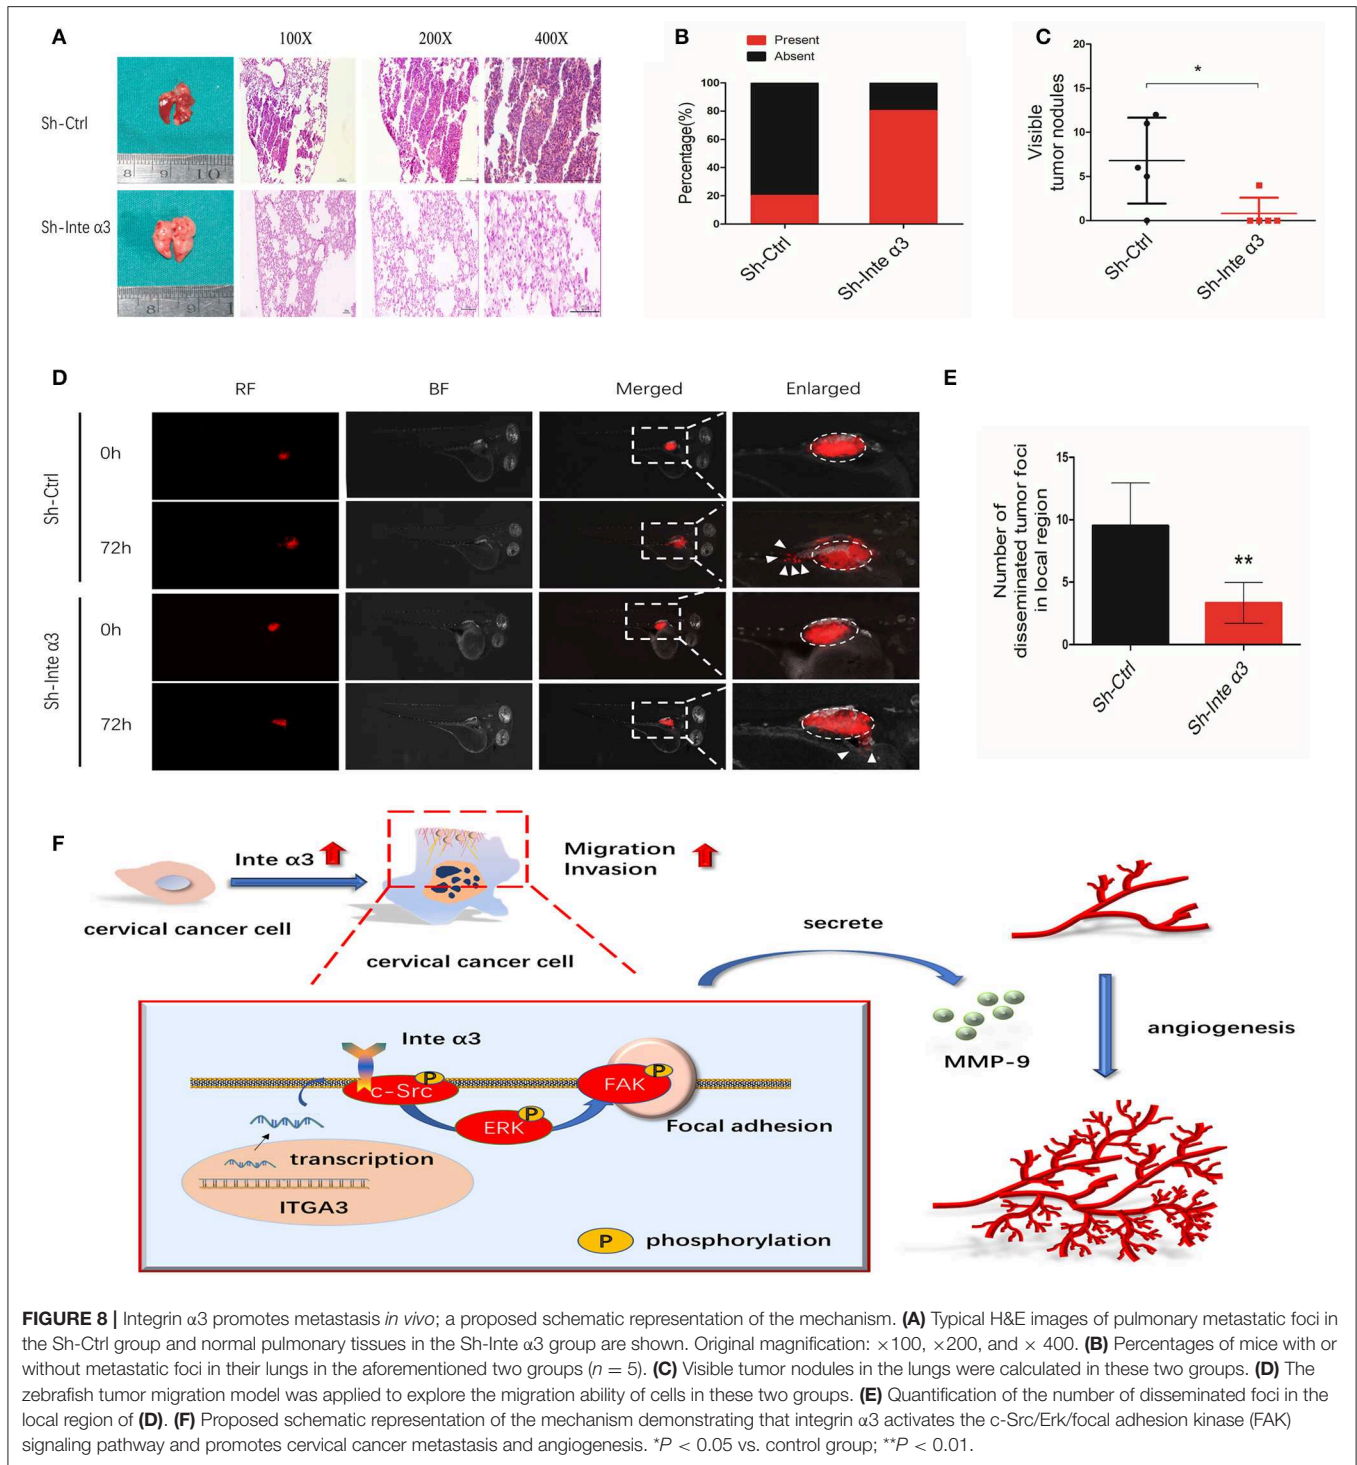 A
100X
200X
400X
Sh-Ctrl
8 9 10
Sh-Inte α3
8 9 1
B
Present
Absent
Percentage(%)
100
80
60
40
20
0
Sh-Ctrl
Sh-Inte α3
C
Visible
tumor nodules
20
15
10
5
0
*
Sh-Ctrl
Sh-Inte α3
D
RF
BF
Merged
Enlarged
Sh-Ctrl
0h
72h
Sh-Inte α3
0h
72h
E
Number of
disseminated tumor foci
in local region
15
10
5
0
**
Sh-Ctrl
Sh-Inte α3
F
Inte α3
cervical cancer cell
Migration
Invasion
cervical cancer cell
secrete
MMP-9
angiogenesis
Inte α3
c-Src
P
ERK
P
FAK
P
Focal adhesion
transcription
ITGA3
P
phosphorylation
FIGURE 8 | Integrin α3 promotes metastasis in vivo; a proposed schematic representation of the mechanism. (A) Typical H&E images of pulmonary metastatic foci in
the Sh-Ctrl group and normal pulmonary tissues in the Sh-Inte α3 group are shown. Original magnification: ×100, ×200, and × 400. (B) Percentages of mice with or
without metastatic foci in their lungs in the aforementioned two groups (n = 5). (C) Visible tumor nodules in the lungs were calculated in these two groups. (D) The
zebrafish tumor migration model was applied to explore the migration ability of cells in these two groups. (E) Quantification of the number of disseminated foci in the
local region of (D). (F) Proposed schematic representation of the mechanism demonstrating that integrin α3 activates the c-Src/Erk/focal adhesion kinase (FAK)
signaling pathway and promotes cervical cancer metastasis and angiogenesis. *P < 0.05 vs. control group; **P < 0.01.